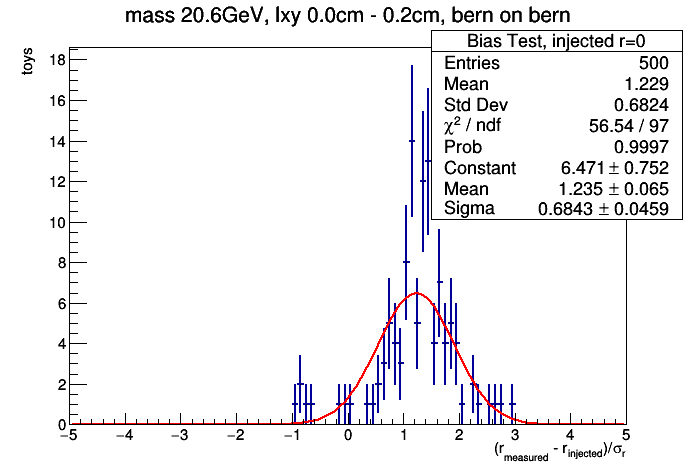 mass 20.6GeV, lxy 0.0cm - 0.2cm, bern on bern
toys
Bias Test, injected r=0
Entries 500
Mean 1.229
Std Dev 0.6824
χ² / ndf 56.54 / 97
Prob 0.9997
Constant 6.471 ± 0.752
Mean 1.235 ± 0.065
Sigma 0.6843 ± 0.0459
18
16
14
12
10
8
6
4
2
0
−5 −4 −3 −2 −1 0 1 2 3 4 5
(r_measured - r_injected)/σ_r